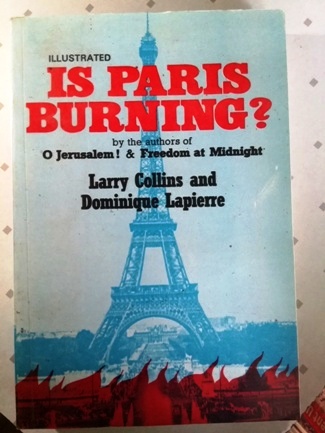 ILLUSTRATED
IS PARIS
BURNING?
by the authors of
'O Jerusalem! & Freedom at Midnight'
Larry Collins and
Dominique Lapierre